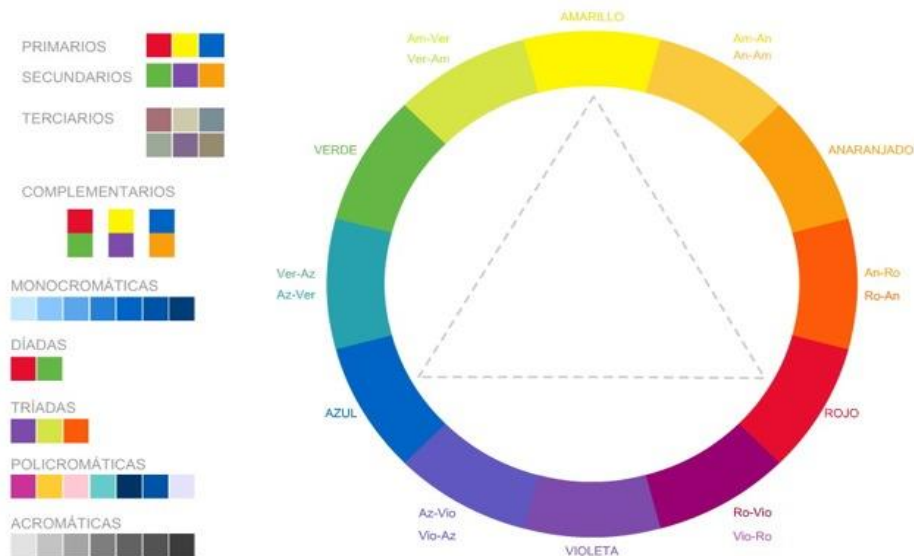 PRIMARIOS
SECUNDARIOS
TERCIARIOS
COMPLEMENTARIOS
MONOCROMÁTICAS
DÍADAS
TRÍADAS
POLICROMÁTICAS
ACROMÁTICAS
AMARILLO
Am-An
An-Am
ANARANJADO
An-Ro
Ro-An
ROJO
Ro-Vio
Vio-Ro
VIOLETA
Az-Vio
Vio-Az
AZUL
Ver-Az
Az-Ver
VERDE
Am-Ver
Ver-Am